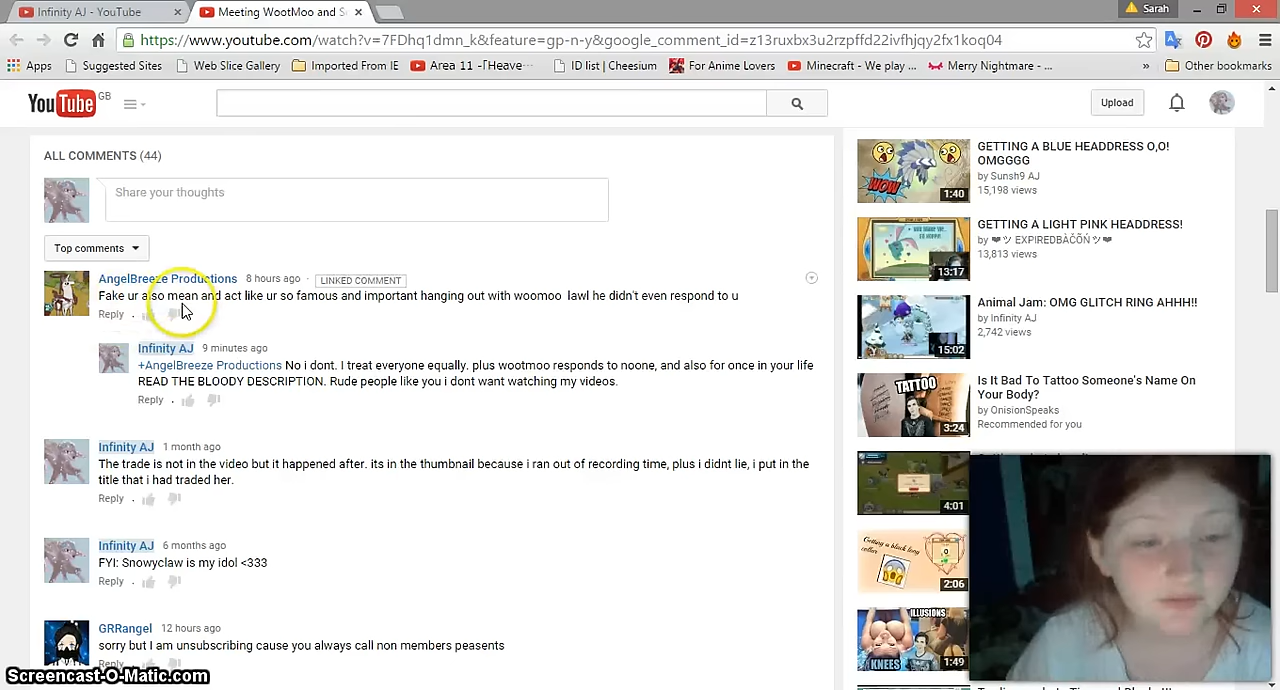 Infinity AJ - YouTube
Meeting WootMoo and S
Sarah
https://www.youtube.com/watch?v=7FDhq1dmn_k&feature=gp-n-y&google_comment_id=z13ruxbx3u2rzpffd22ivfhjqy2fx1koq04
Apps Suggested Sites Web Slice Gallery Imported From IE Area 11 -『Heave··· ID list | Cheesium For Anime Lovers Minecraft - We play ... Merry Nightmare - ... » Other bookmarks
YouTube GB
Upload
ALL COMMENTS (44)
Share your thoughts
Top comments
AngelBreeze Productions 8 hours ago · LINKED COMMENT
Fake ur also mean and act like ur so famous and important hanging out with woomoo lawl he didn't even respond to u
Reply ·
Infinity AJ 9 minutes ago
+AngelBreeze Productions No i dont. I treat everyone equally. plus wootmoo responds to noone, and also for once in your life
READ THE BLOODY DESCRIPTION. Rude people like you i dont want watching my videos.
Reply ·
Infinity AJ 1 month ago
The trade is not in the video but it happened after. its in the thumbnail because i ran out of recording time, plus i didnt lie, i put in the
title that i had traded her.
Reply ·
Infinity AJ 6 months ago
FYI: Snowyclaw is my idol <333
Reply ·
GRRangel 12 hours ago
sorry but I am unsubscribing cause you always call non members peasants
Reply ·
WOW
1:40
GETTING A BLUE HEADDRESS O,O!
OMGGGG
by Sunsh9 AJ
15,198 views
13:17
GETTING A LIGHT PINK HEADDRESS!
by ❤ツ EXPIREDBÀČÕŃ ツ❤
13,813 views
15:02
Animal Jam: OMG GLITCH RING AHHH!!
by Infinity AJ
2,742 views
TATTOO
3:24
Is It Bad To Tattoo Someone's Name On
Your Body?
by OnisionSpeaks
Recommended for you
4:01
Getting a black long
collar
2:06
ILLUSIONS
KNEES
1:49
Screencast-O-Matic.com